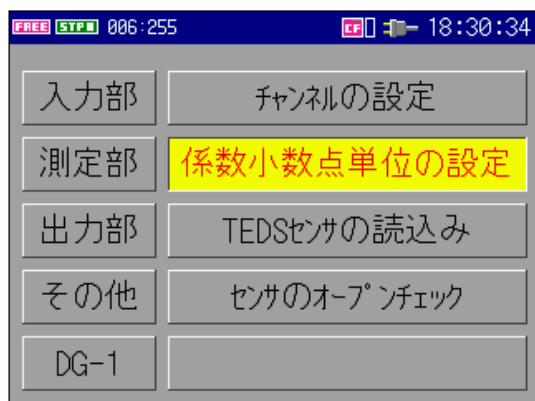 FREE STP 006:255 CF 18:30:34
入力部 ﾁｬﾝﾈﾙの設定
測定部 係数小数点単位の設定
出力部 TEDSｾﾝｻの読込み
その他 ｾﾝｻのｵｰﾌﾟﾝﾁｪｯｸ
DG-1